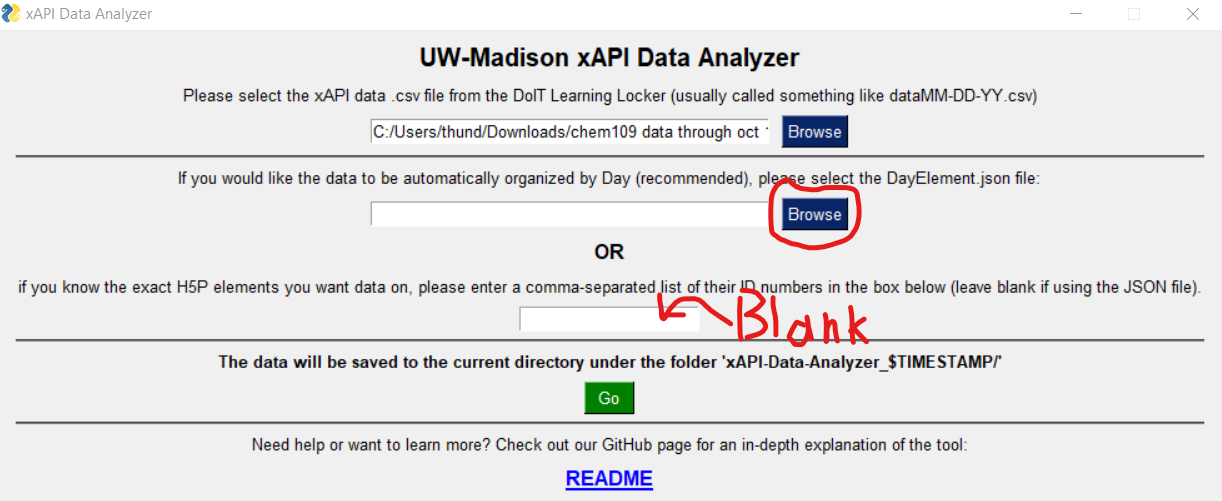 xAPI Data Analyzer
UW-Madison xAPI Data Analyzer
Please select the xAPI data .csv file from the DoIT Learning Locker (usually called something like dataMM-DD-YY.csv)
C:/Users/thund/Downloads/chem109 data through oct Browse
If you would like the data to be automatically organized by Day (recommended), please select the DayElement.json file:
Browse
OR
if you know the exact H5P elements you want data on, please enter a comma-separated list of their ID numbers in the box below (leave blank if using the JSON file).
Blank
The data will be saved to the current directory under the folder 'xAPI-Data-Analyzer_$TIMESTAMP/'
Go
Need help or want to learn more? Check out our GitHub page for an in-depth explanation of the tool:
README